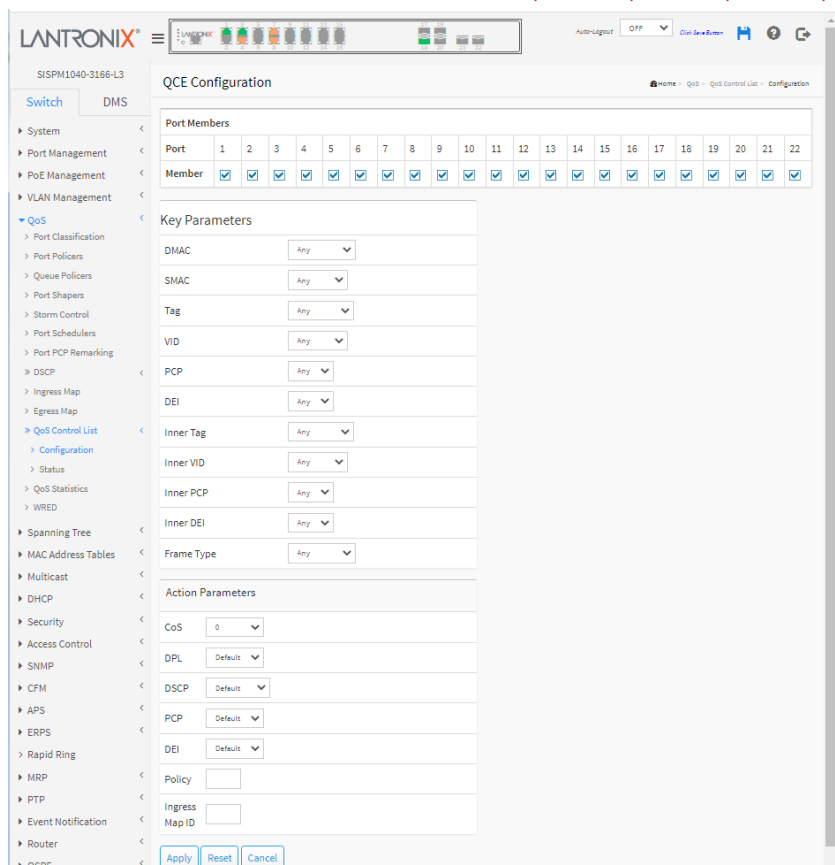 LANTRONIX®
Auto-Logout OFF Click Save Button
SISPM1040-3166-L3
Switch DMS
System
Port Management
PoE Management
VLAN Management
QoS
Port Classification
Port Policers
Queue Policers
Port Shapers
Storm Control
Port Schedulers
Port PCP Remarking
DSCP
Ingress Map
Egress Map
QoS Control List
Configuration
Status
QoS Statistics
WRED
Spanning Tree
MAC Address Tables
Multicast
DHCP
Security
Access Control
SNMP
CFM
APS
ERPS
Rapid Ring
MRP
PTP
Event Notification
Router
QCE Configuration
Home > QoS > QoS Control List > Configuration
Port Members
Port 1 2 3 4 5 6 7 8 9 10 11 12 13 14 15 16 17 18 19 20 21 22
Member
Key Parameters
DMAC Any
SMAC Any
Tag Any
VID Any
PCP Any
DEI Any
Inner Tag Any
Inner VID Any
Inner PCP Any
Inner DEI Any
Frame Type Any
Action Parameters
CoS 0
DPL Default
DSCP Default
PCP Default
DEI Default
Policy
Ingress
Map ID
Apply Reset Cancel